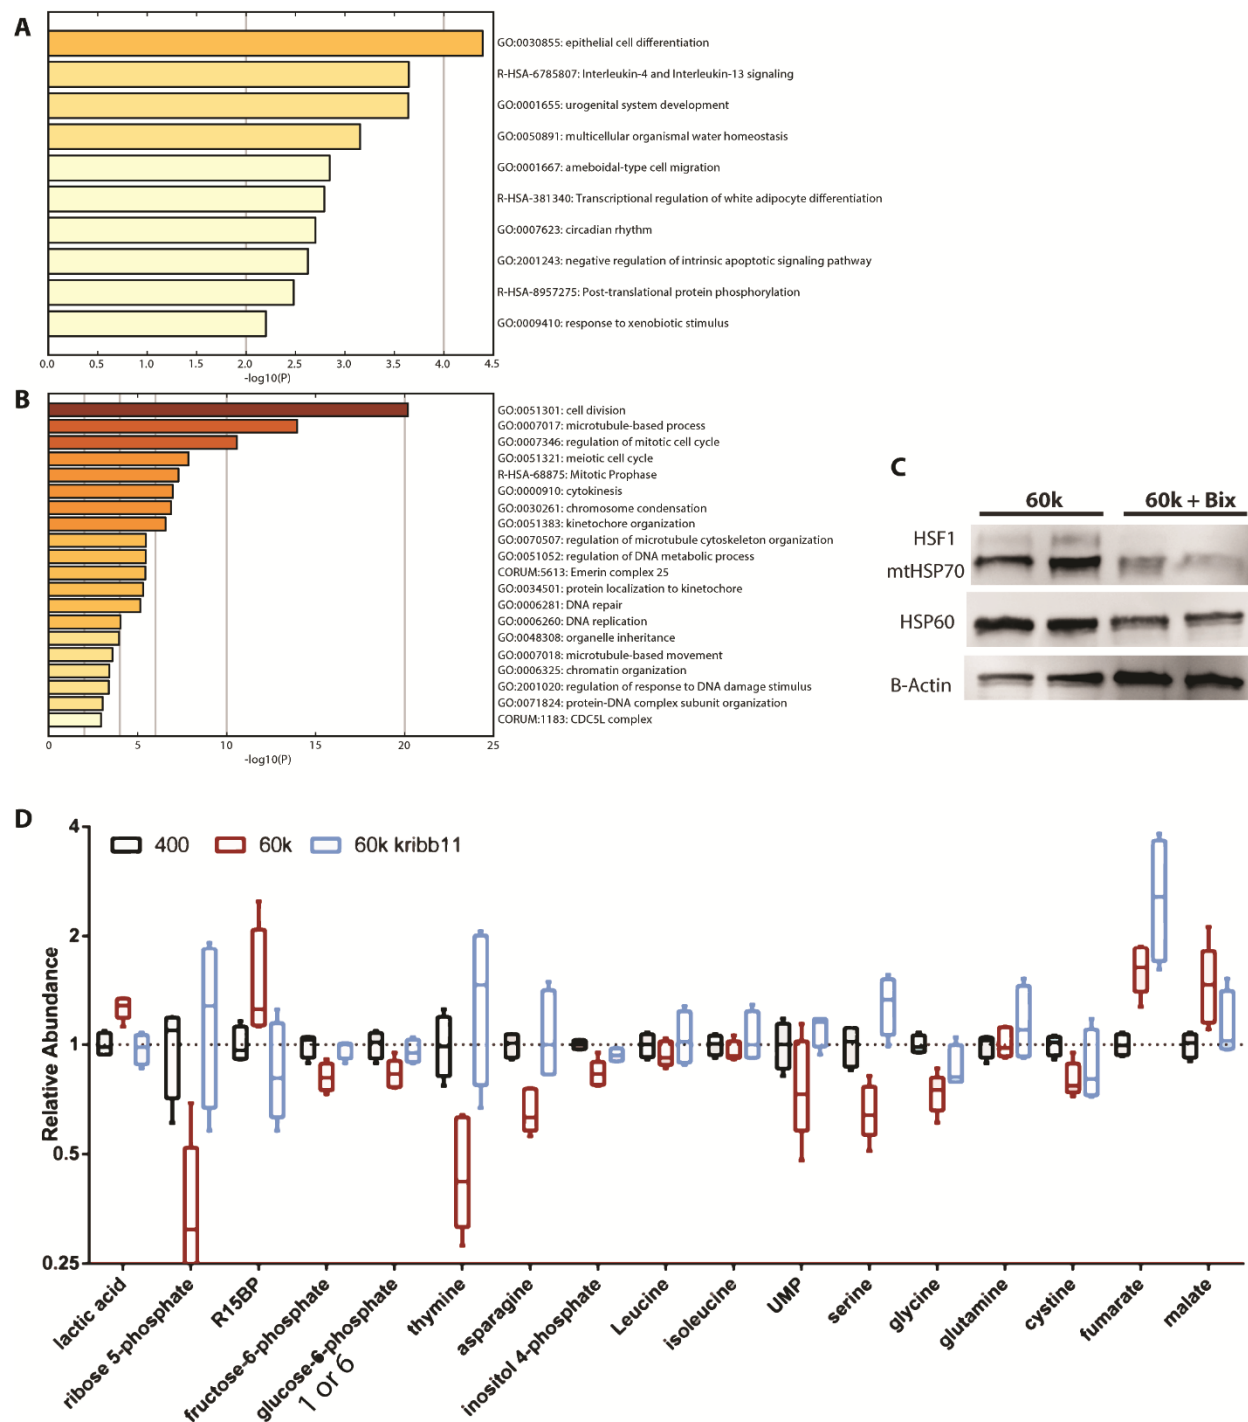 A
GO:0030855: epithelial cell differentiation
R-HSA-6785807: Interleukin-4 and Interleukin-13 signaling
GO:0001655: urogenital system development
GO:0050891: multicellular organismal water homeostasis
GO:0001667: ameboidal-type cell migration
R-HSA-381340: Transcriptional regulation of white adipocyte differentiation
GO:0007623: circadian rhythm
GO:2001243: negative regulation of intrinsic apoptotic signaling pathway
R-HSA-8957275: Post-translational protein phosphorylation
GO:0009410: response to xenobiotic stimulus
0.0 0.5 1.0 1.5 2.0 2.5 3.0 3.5 4.0 4.5
-log10(P)
B
GO:0051301: cell division
GO:0007017: microtubule-based process
GO:0007346: regulation of mitotic cell cycle
GO:0051321: meiotic cell cycle
R-HSA-68875: Mitotic Prophase
GO:0000910: cytokinesis
GO:0030261: chromosome condensation
GO:0051383: kinetochore organization
GO:0070507: regulation of microtubule cytoskeleton organization
GO:0051052: regulation of DNA metabolic process
CORUM:5613: Emerin complex 25
GO:0034501: protein localization to kinetochore
GO:0006281: DNA repair
GO:0006260: DNA replication
GO:0048308: organelle inheritance
GO:0007018: microtubule-based movement
GO:0006325: chromatin organization
GO:2001020: regulation of response to DNA damage stimulus
GO:0071824: protein-DNA complex subunit organization
CORUM:1183: CDC5L complex
0 5 10 15 20 25
-log10(P)
C
60k 60k + Bix
HSF1
mtHSP70
HSP60
B-Actin
D
400 60k 60k kribb11
Relative Abundance
4
2
1
0.5
0.25
lactic acid
ribose 5-phosphate
R15BP
fructose-6-phosphate
glucose-6-phosphate
1 or 6
thymine
asparagine
inositol 4-phosphate
Leucine
isoleucine
UMP
serine
glycine
glutamine
cystine
fumarate
malate